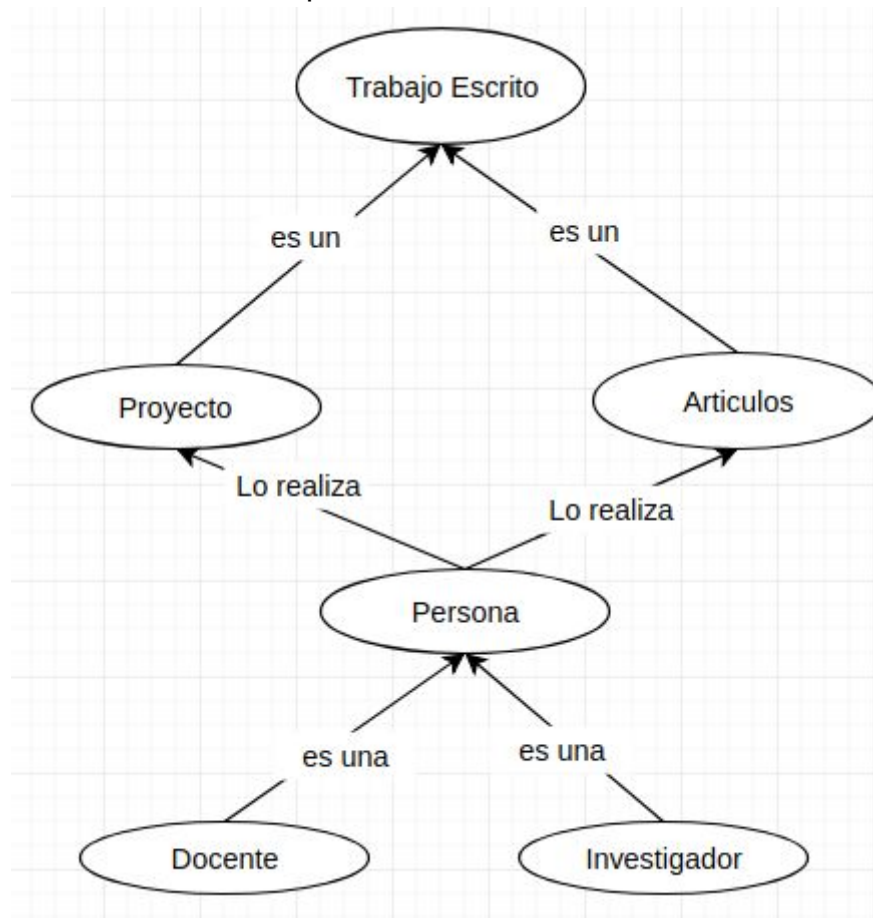 Trabajo Escrito
es un
es un
Proyecto
Articulos
Lo realiza
Lo realiza
Persona
es una
es una
Docente
Investigador